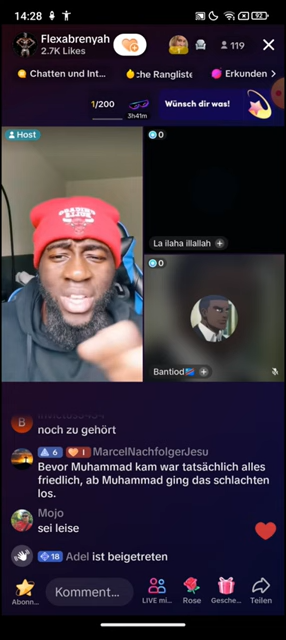 14:28
92
Flexabrenyah
2.7K Likes
119
Chatten und Int...
che Rangliste
Erkunden >
1/200
3h41m
Wünsch dir was!
Host
0
La ilaha illallah +
0
Bantiod +
noch zu gehört
6 1 MarcelNachfolgerJesu
Bevor Muhammad kam war tatsächlich alles
friedlich, ab Muhammad ging das schlachten
los.
Mojo
sei leise
18 Adel ist beigetreten
Abonn...
Komment...
LIVE mi...
Rose
Gesche...
Teilen